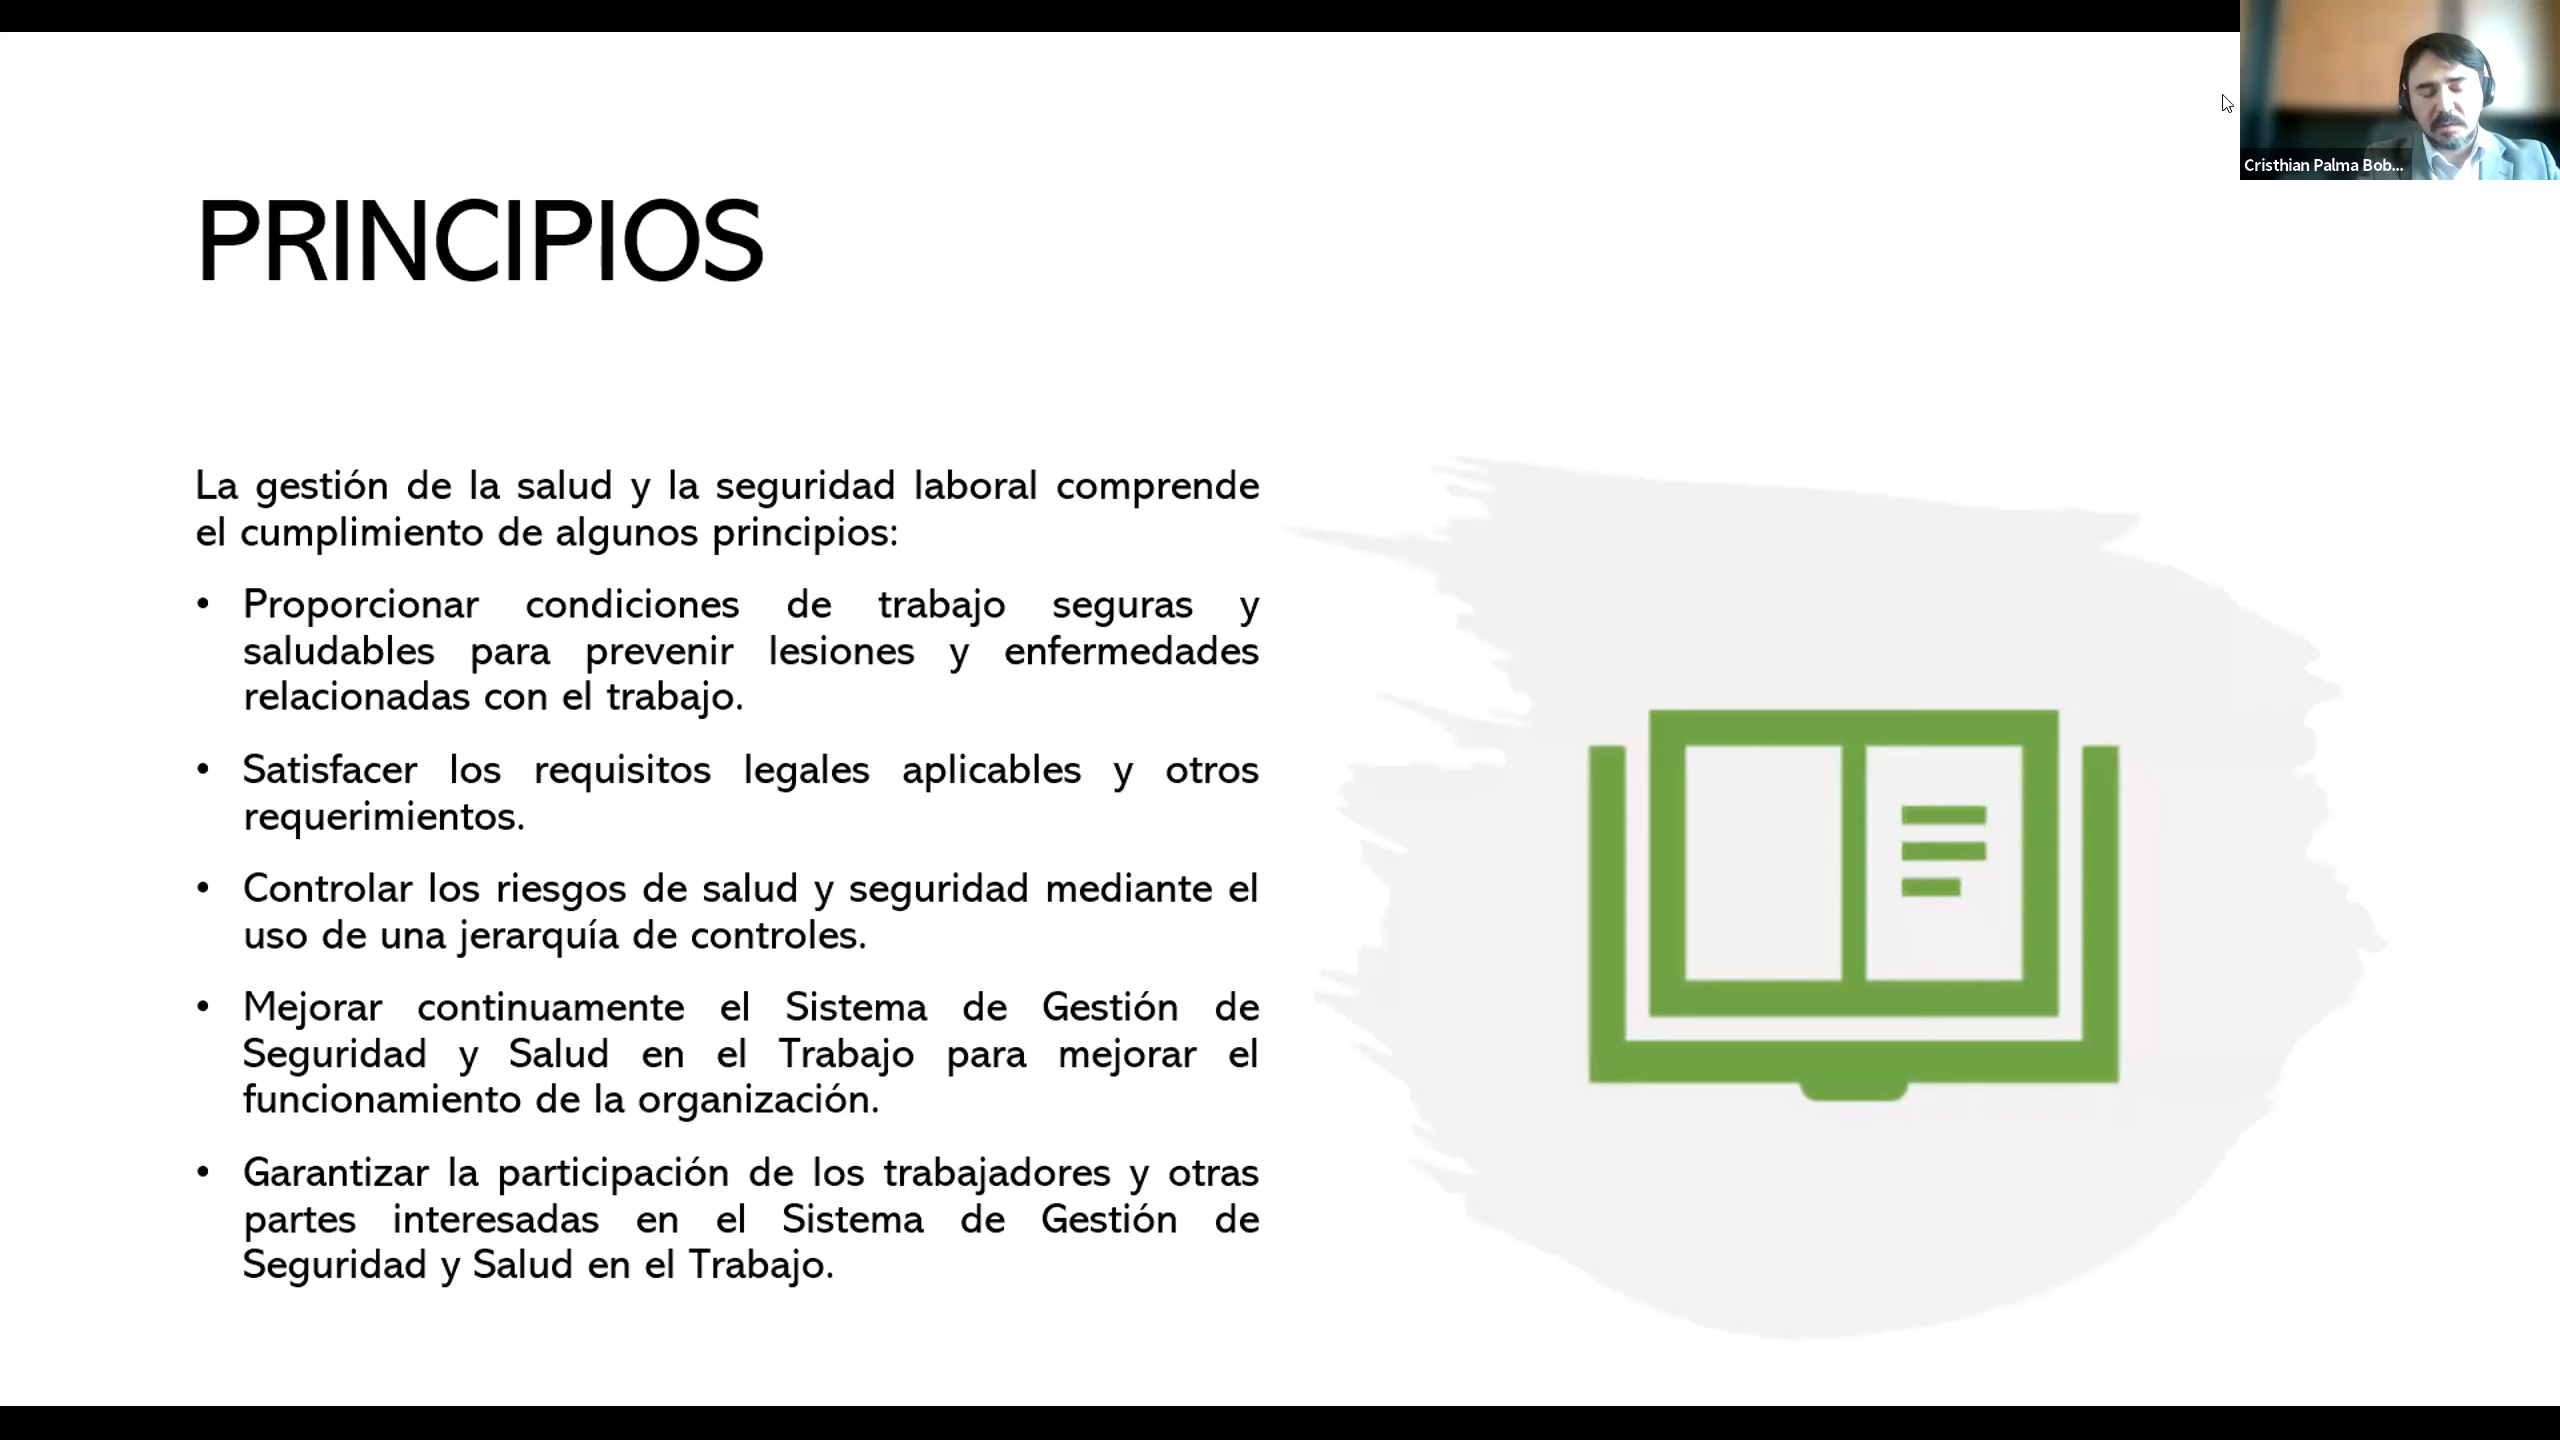 Cristhian Palma Bob...
PRINCIPIOS
La gestión de la salud y la seguridad laboral comprende
el cumplimiento de algunos principios:
• Proporcionar condiciones de trabajo seguras y
saludables para prevenir lesiones y enfermedades
relacionadas con el trabajo.
• Satisfacer los requisitos legales aplicables y otros
requerimientos.
• Controlar los riesgos de salud y seguridad mediante el
uso de una jerarquía de controles.
• Mejorar continuamente el Sistema de Gestión de
Seguridad y Salud en el Trabajo para mejorar el
funcionamiento de la organización.
• Garantizar la participación de los trabajadores y otras
partes interesadas en el Sistema de Gestión de
Seguridad y Salud en el Trabajo.